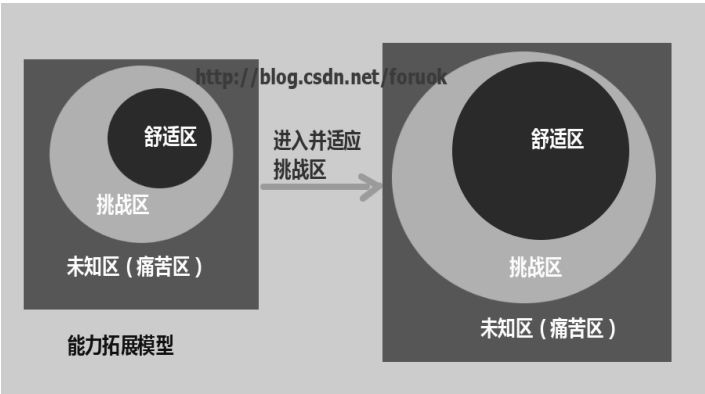 http://blog.csdn.net/foruok
舒适区
挑战区
未知区（痛苦区）
进入并适应
挑战区
舒适区
挑战区
未知区（痛苦区）
能力拓展模型